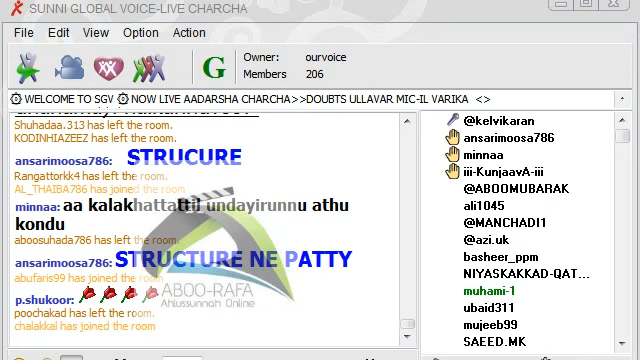 SUNNI GLOBAL VOICE-LIVE CHARCHA
File Edit View Option Action
Owner: ourvoice
Members 206
WELCOME TO SGV NOW LIVE AADARSHA CHARCHA>>DOUBTS ULLAVAR MIC-IL VARIKA <>
Shuhadaa.313 has left the room.
KODINHIAZEEZ has left the room.
ansarimoosa786: STRUCURE
Rangattorkk4 has left the room.
AL_THAIBA786 has joined the room.
minnaa: aa kalakhattattil undayirunnu athu
kondu
aboosuhada786 has left the room.
ansarimoosa786: STRUCTURE NE PATTY
abufaris99 has joined the room
p.shukoor:
poochakad has left the room.
chalakkal has joined the room
ABOO-RAFA
Ahlussunnah Online
@kelvikaran
ansarimoosa786
minnaa
iii-KunjaavA-iii
@ABOOMUBARAK
ali1045
@MANCHADI1
@azi.uk
basheer_ppm
NIYASKAKKAD-QAT...
muhami-1
ubaid311
mujeeb99
SAEED.MK